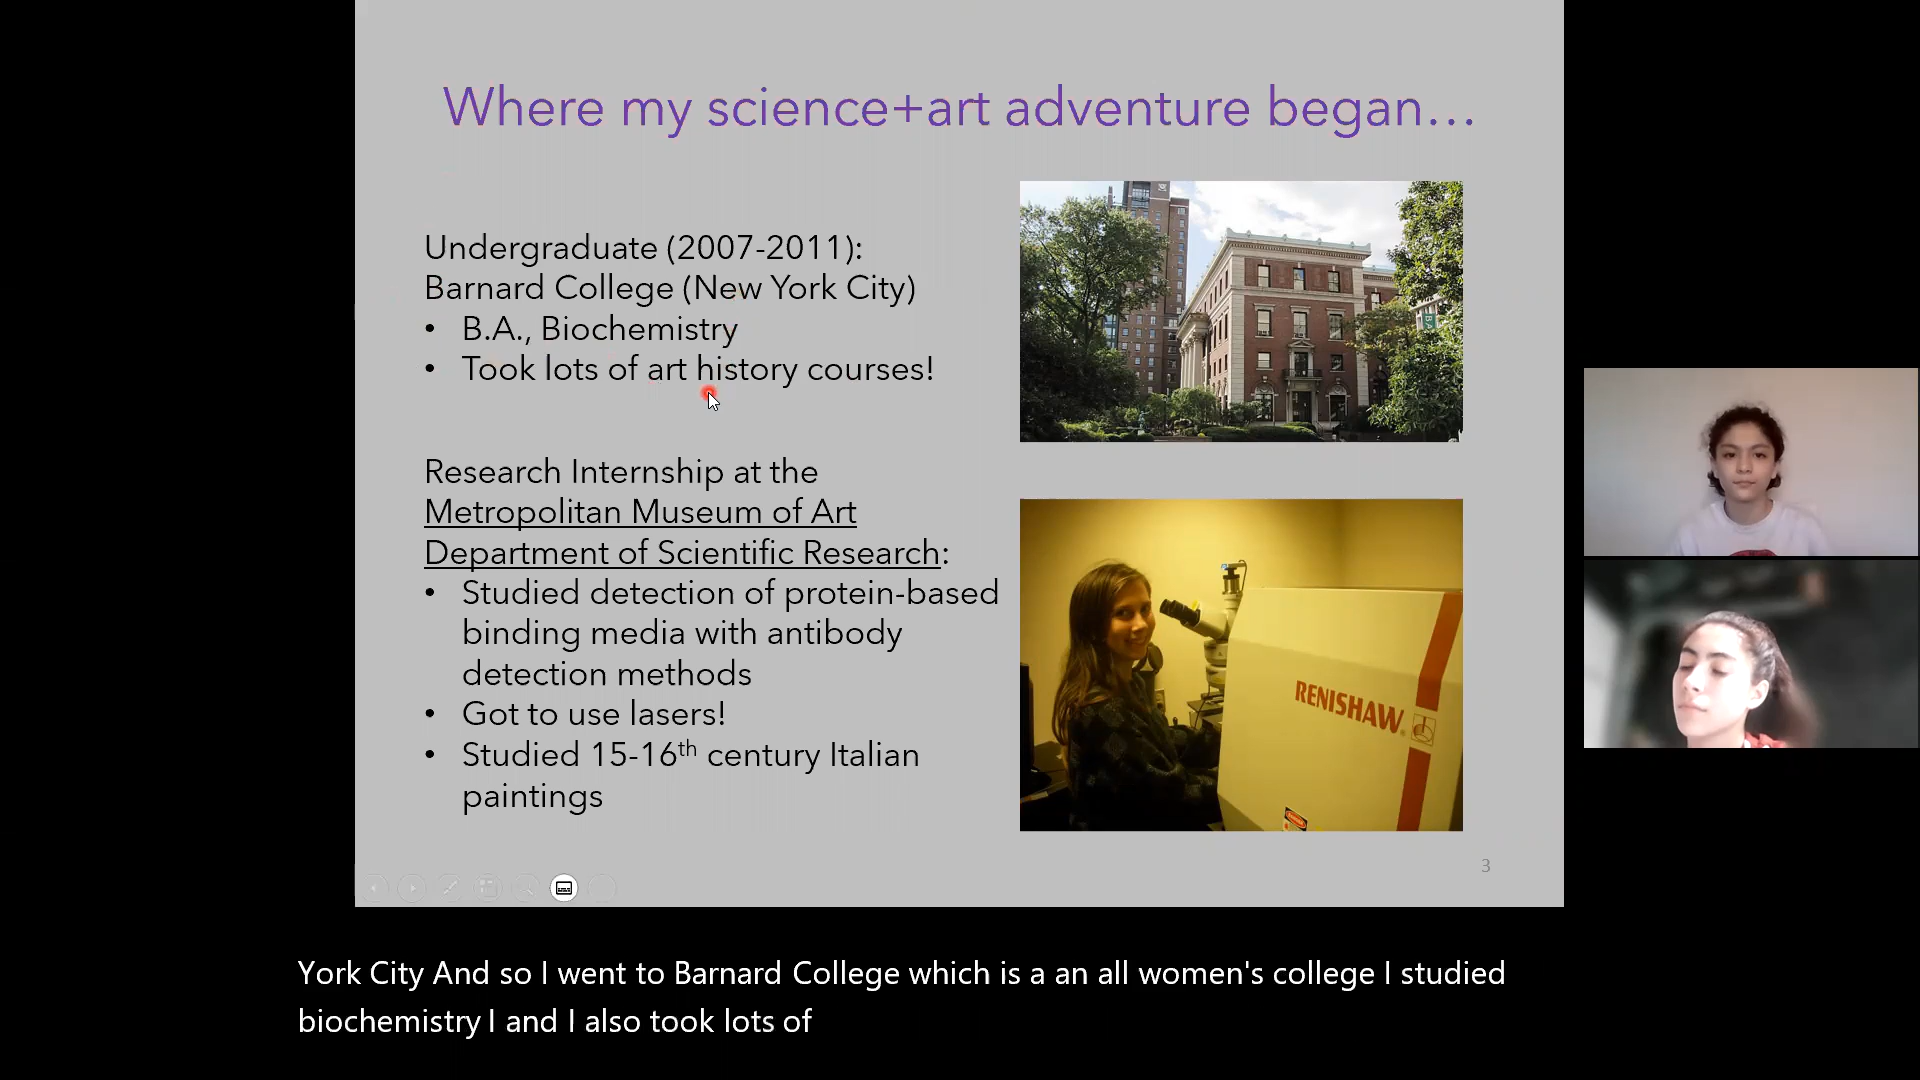 Where my science+art adventure began…
Undergraduate (2007-2011):
Barnard College (New York City)
• B.A., Biochemistry
• Took lots of art history courses!
Research Internship at the
Metropolitan Museum of Art
Department of Scientific Research:
• Studied detection of protein-based
binding media with antibody
detection methods
• Got to use lasers!
• Studied 15-16th century Italian
paintings
RENISHAW
3
York City And so I went to Barnard College which is a an all women's college I studied
biochemistry I and I also took lots of